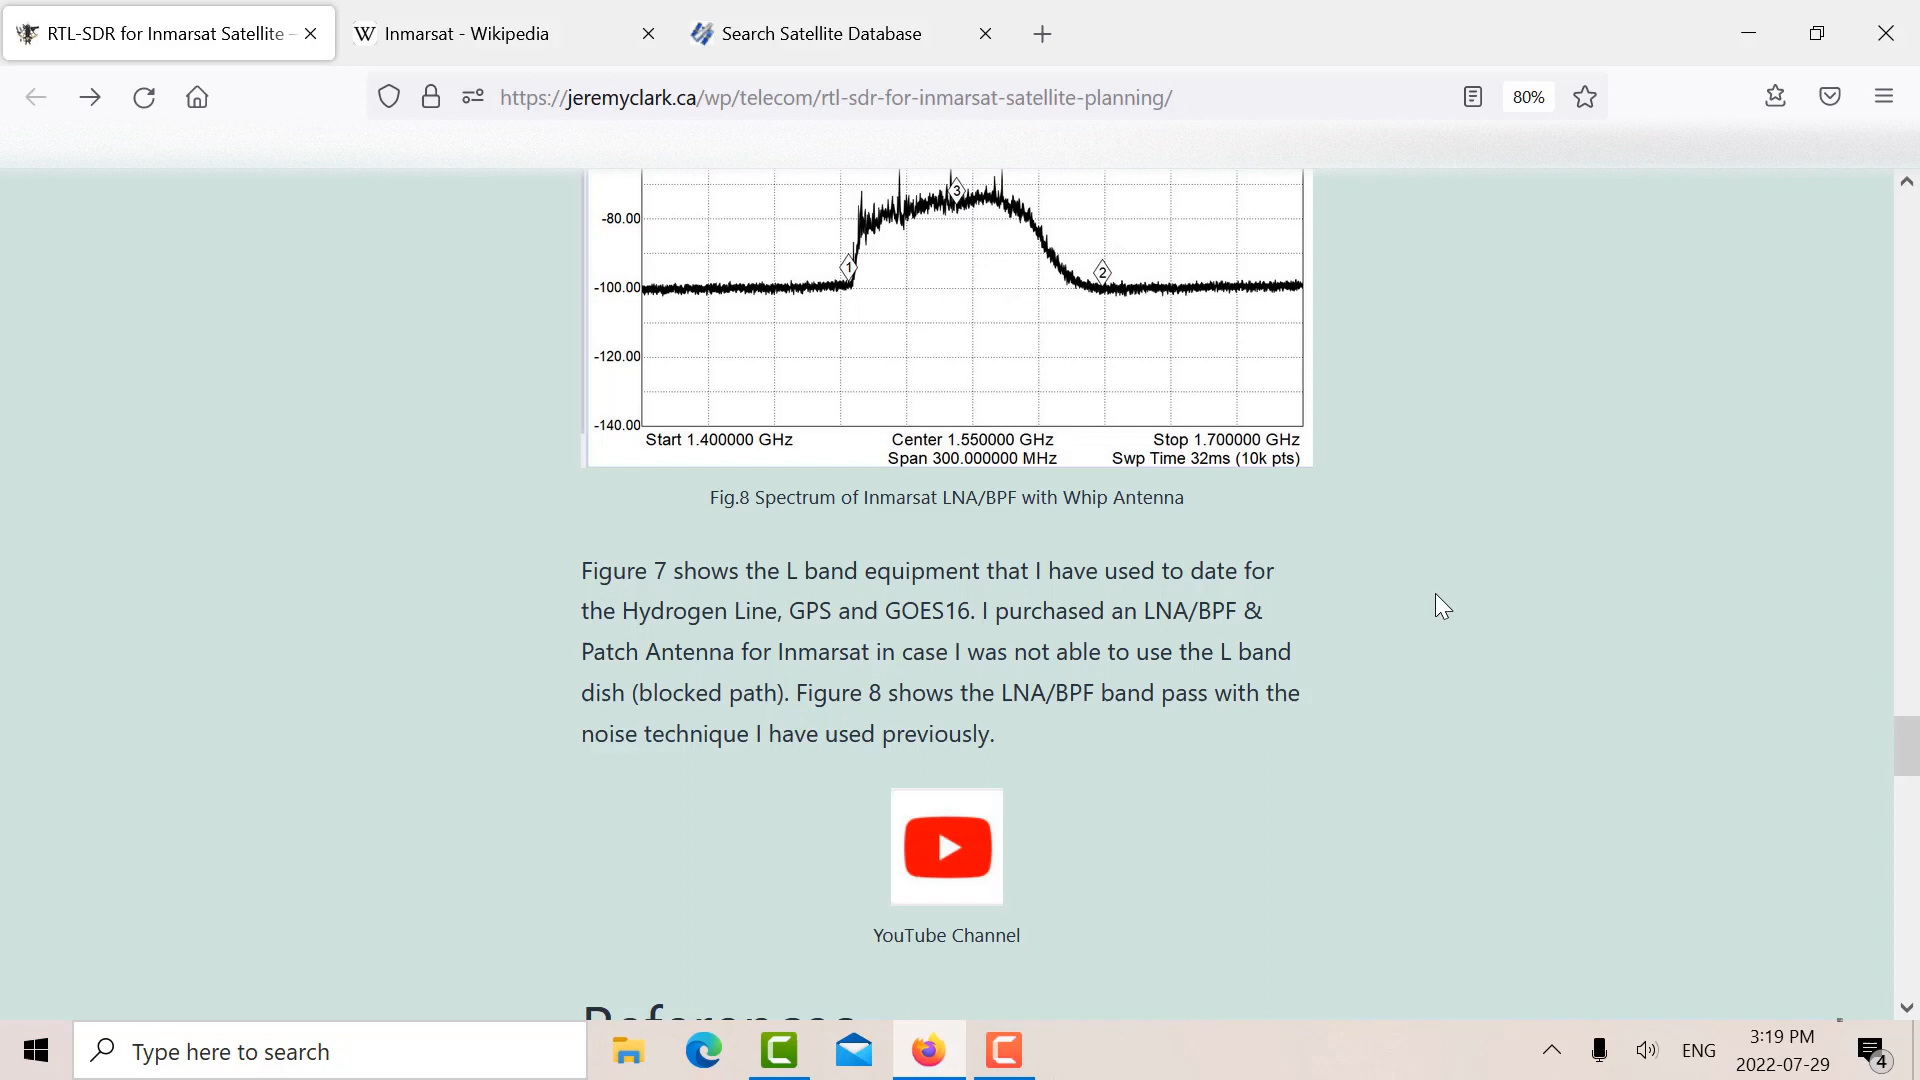 RTL-SDR for Inmarsat Satellite –
Inmarsat - Wikipedia
Search Satellite Database
https://jeremyclark.ca/wp/telecom/rtl-sdr-for-inmarsat-satellite-planning/
80%
3
-80.00
1
2
-100.00
-120.00
-140.00
Start 1.400000 GHz
Center 1.550000 GHz
Stop 1.700000 GHz
Span 300.000000 MHz
Swp Time 32ms (10k pts)
Fig.8 Spectrum of Inmarsat LNA/BPF with Whip Antenna
Figure 7 shows the L band equipment that I have used to date for
the Hydrogen Line, GPS and GOES16. I purchased an LNA/BPF &
Patch Antenna for Inmarsat in case I was not able to use the L band
dish (blocked path). Figure 8 shows the LNA/BPF band pass with the
noise technique I have used previously.
YouTube Channel
References
Type here to search
ENG
3:19 PM
2022-07-29
4